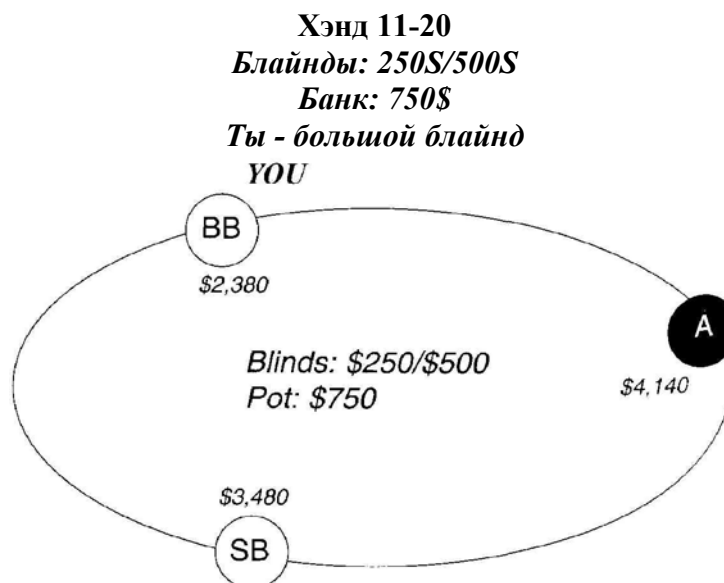 Хэнд 11-20
Блайнды: 250S/500S
Банк: 750$
Ты - большой блайнд
YOU
BB
$2,380
A
Blinds: $250/$500
Pot: $750
$4,140
$3,480
SB